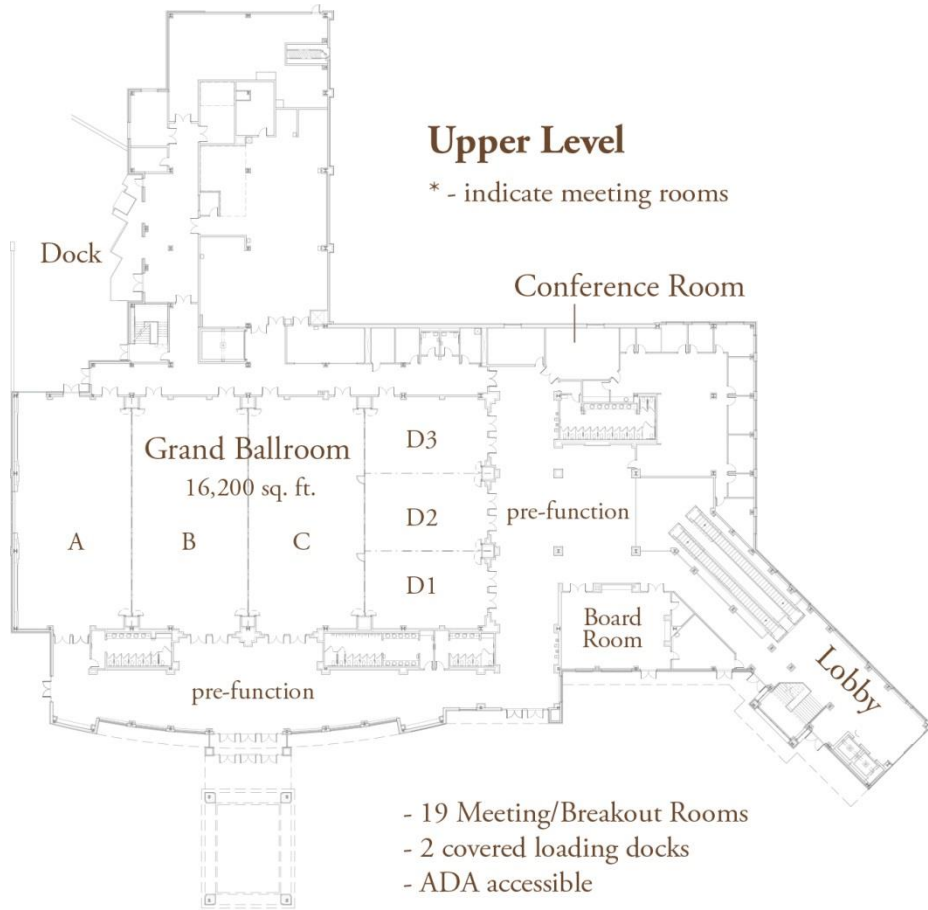 Upper Level
* - indicate meeting rooms
Dock
Conference Room
Grand Ballroom
16,200 sq. ft.
D3
D2
D1
A
B
C
pre-function
Board
Room
Lobby
pre-function
- 19 Meeting/Breakout Rooms
- 2 covered loading docks
- ADA accessible